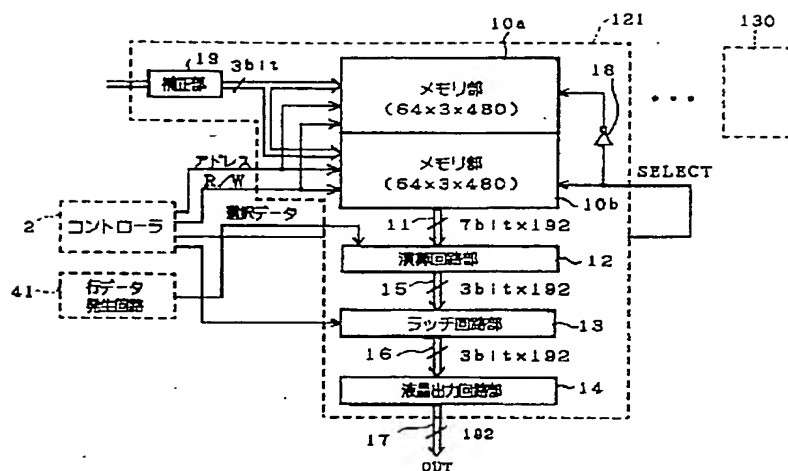 10a
121
130
19
3bit
補正部
メモリ部
(64×3×480)
18
メモリ部
(64×3×480)
アドレス
R/W
SELECT
10b
2
コントローラ
選択データ
11
7bit×192
演算回路部
12
41
行データ
発生回路
15
3bit×192
ラッチ回路部
13
16
3bit×192
液晶出力回路部
14
17
192
OUT